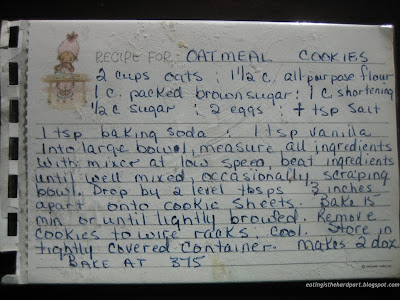 RECIPE FOR: OATMEAL COOKIES
2 cups oats ; 1 1/2 c. all-purpose flour
1 c. packed brown sugar; 1 c. shortening
1/2 c sugar ; 2 eggs ; tsp salt
1 tsp baking soda ; 1 tsp vanilla
Into large bowel, measure all ingredients
with mixer at low speed, beat ingredients
until well mixed, occasionally, scraping
bowl. Drop by 2 level tbsps 3 inches
apart onto cookie sheets. Bake 15
min or until lightly browed. Remove
cookies to wire racks; cool. Store in
tightly covered container. makes 2 doz.
BAKE AT 375
eatingisthehardpart.blogspot.com